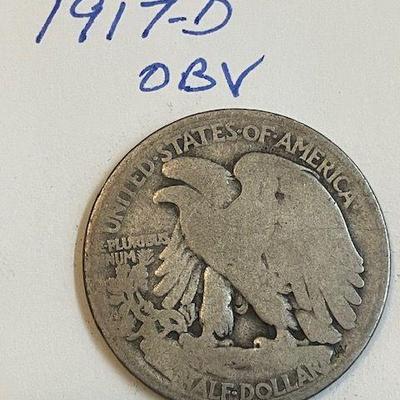 1917-D
OBV
UNITED·STATES·OF·AMERICA
E·PLURIBUS
UNUM
HALF·DOLLAR